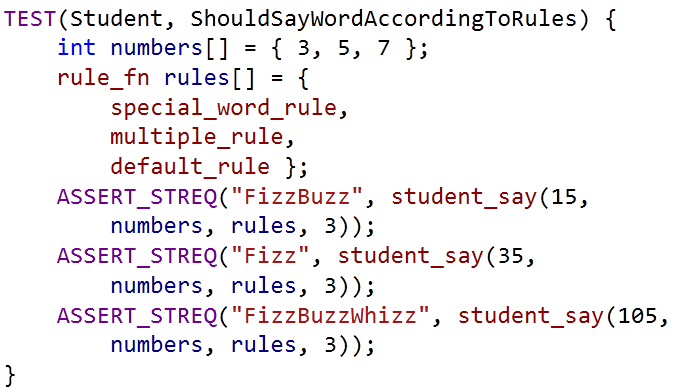 TEST(Student, ShouldSayWordAccordingToRules) {
    int numbers[] = { 3, 5, 7 };
    rule_fn rules[] = {
        special_word_rule,
        multiple_rule,
        default_rule };
    ASSERT_STREQ("FizzBuzz", student_say(15,
        numbers, rules, 3));
    ASSERT_STREQ("Fizz", student_say(35,
        numbers, rules, 3));
    ASSERT_STREQ("FizzBuzzWhizz", student_say(105,
        numbers, rules, 3));
}